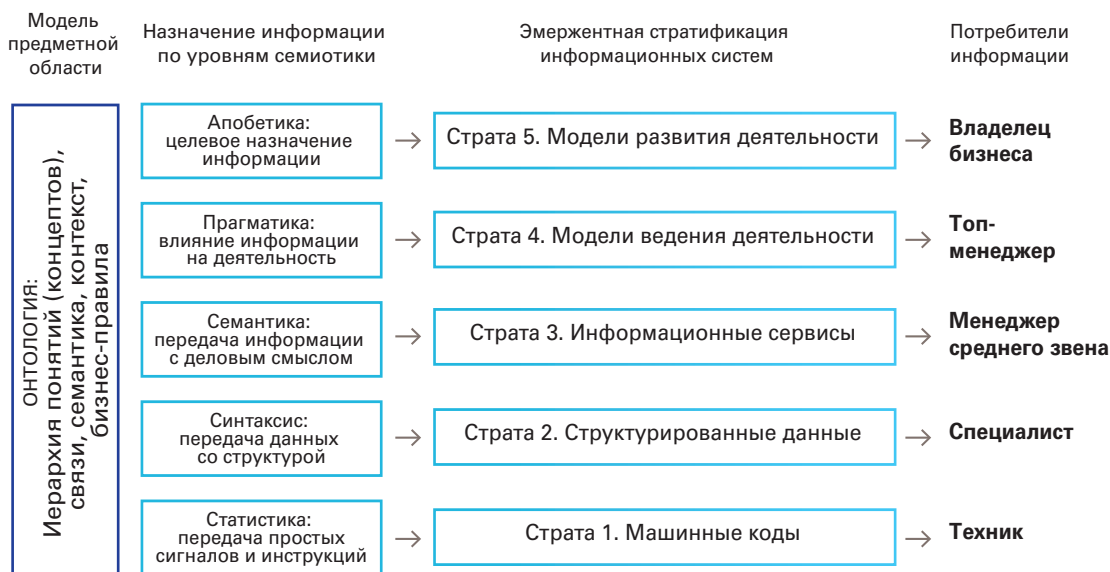 Модель
предметной
области
Назначение информации
по уровням семиотики
Эмержентная стратификация
информационных систем
Потребители
информации
ОНТОЛОГИЯ:
Иерархия понятий (концептов),
связи, семантика, контекст,
бизнес-правила
Апобетика:
целевое назначение
информации
Страта 5. Модели развития деятельности
Владелец
бизнеса
Прагматика:
влияние информации
на деятельность
Страта 4. Модели ведения деятельности
Топ-
менеджер
Семантика:
передача информации
с деловым смыслом
Страта 3. Информационные сервисы
Менеджер
среднего звена
Синтаксис:
передача данных
со структурой
Страта 2. Структурированные данные
Специалист
Статистика:
передача простых
сигналов и инструкций
Страта 1. Машинные коды
Техник